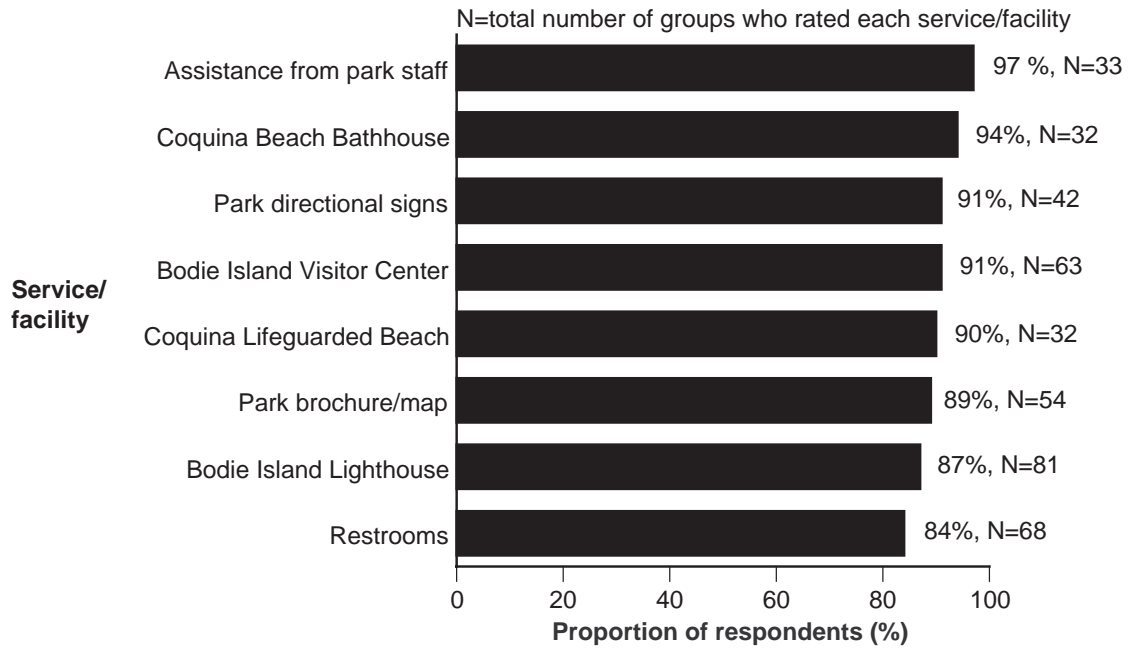 N=total number of groups who rated each service/facility
Assistance from park staff 97 %, N=33
Coquina Beach Bathhouse 94%, N=32
Park directional signs 91%, N=42
Bodie Island Visitor Center 91%, N=63
Service/
facility
Coquina Lifeguarded Beach 90%, N=32
Park brochure/map 89%, N=54
Bodie Island Lighthouse 87%, N=81
Restrooms 84%, N=68
0 20 40 60 80 100
Proportion of respondents (%)